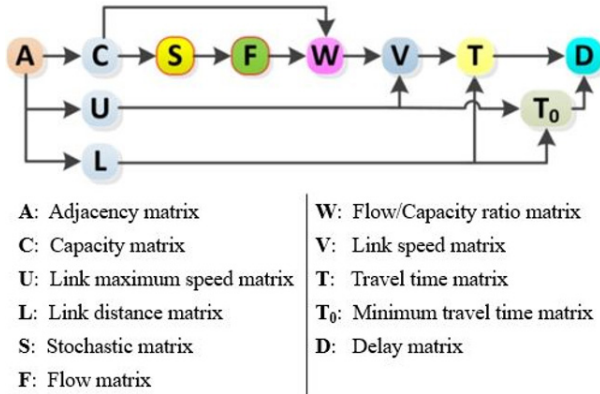 A C S F W V T D
U T₀
L
A: Adjacency matrix
C: Capacity matrix
U: Link maximum speed matrix
L: Link distance matrix
S: Stochastic matrix
F: Flow matrix
W: Flow/Capacity ratio matrix
V: Link speed matrix
T: Travel time matrix
T₀: Minimum travel time matrix
D: Delay matrix